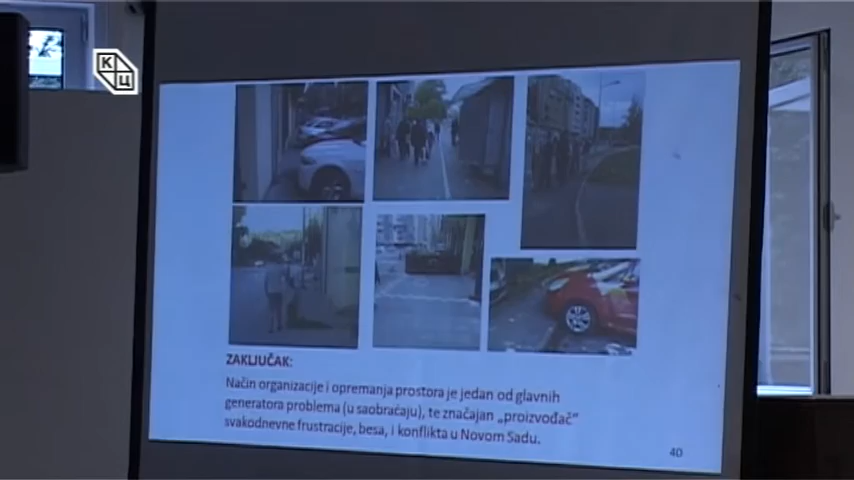 КЦ
ZAKLJUČAK:
Način organizacije i opremanja prostora je jedan od glavnih
generatora problema (u saobraćaju), te značajan „proizvođač“
svakodnevne frustracije, besa, i konflikta u Novom Sadu.
40